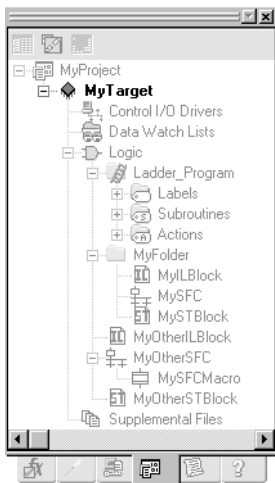 MyProject
MyTarget
Control I/O Drivers
Data Watch Lists
Logic
Ladder_Program
Labels
Subroutines
Actions
MyFolder
MyILBlock
MySFC
MySTBlock
MyOtherILBlock
MyOtherSFC
MySFCMacro
MyOtherSTBlock
Supplemental Files